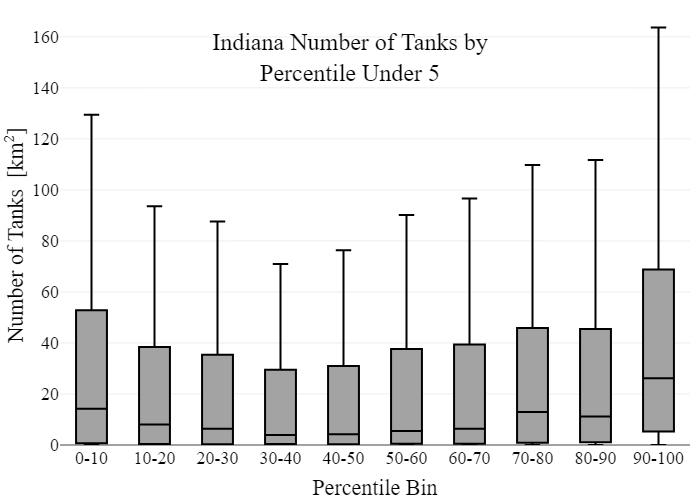 Indiana Number of Tanks by
Percentile Under 5
Number of Tanks [km²]
160
140
120
100
80
60
40
20
0
0-10 10-20 20-30 30-40 40-50 50-60 60-70 70-80 80-90 90-100
Percentile Bin